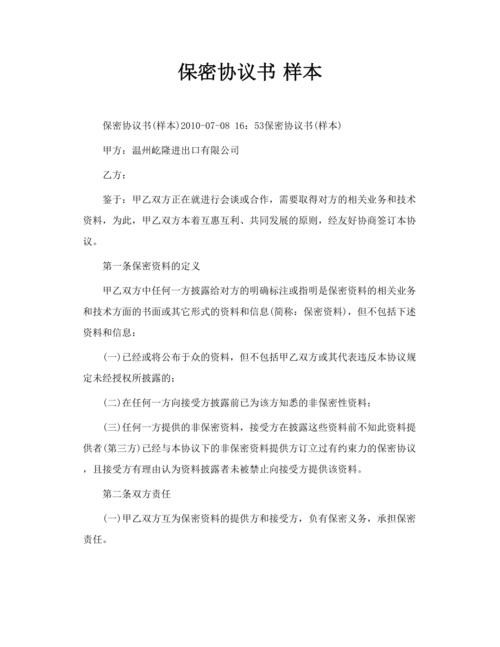 保密协议书 样本
保密协议书(样本)2010-07-08 16：53保密协议书(样本)
甲方：温州屹隆进出口有限公司
乙方：
鉴于：甲乙双方正在就进行会谈或合作，需要取得对方的相关业务和技术
资料，为此，甲乙双方本着互惠互利、共同发展的原则，经友好协商签订本协
议。
第一条保密资料的定义
甲乙双方中任何一方披露给对方的明确标注或指明是保密资料的相关业务
和技术方面的书面或其它形式的资料和信息(简称：保密资料)，但不包括下述
资料和信息：
(一)已经或将公布于众的资料，但不包括甲乙双方或其代表违反本协议规
定未经授权所披露的；
(二)在任何一方向接受方披露前已为该方知悉的非保密性资料；
(三)任何一方提供的非保密资料，接受方在披露这些资料前不知此资料提
供者(第三方)已经与本协议下的非保密资料提供方订立过有约束力的保密协议
，且接受方有理由认为资料披露者未被禁止向接受方提供该资料。
第二条双方责任
(一)甲乙双方互为保密资料的提供方和接受方，负有保密义务，承担保密
责任。